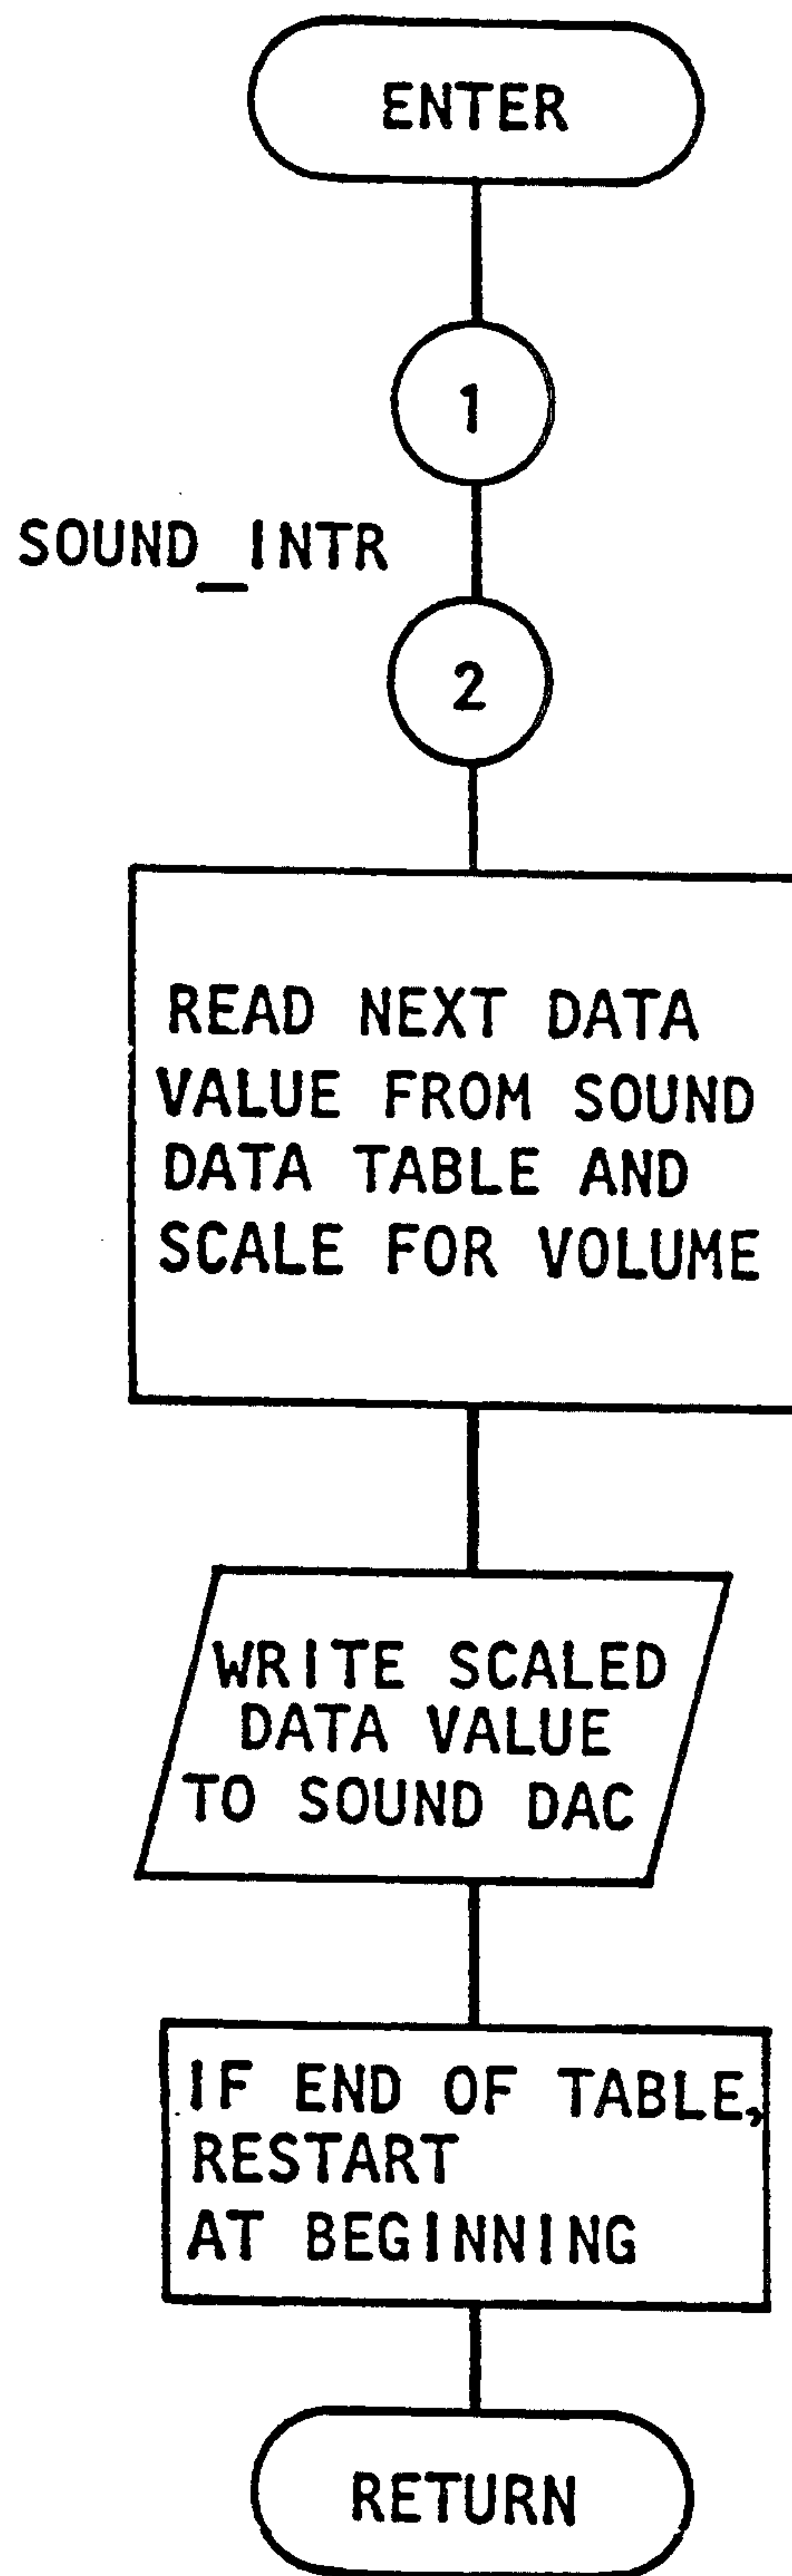 ENTER
1
SOUND_INTR
2
READ NEXT DATA
VALUE FROM SOUND
DATA TABLE AND
SCALE FOR VOLUME
WRITE SCALED
DATA VALUE
TO SOUND DAC
IF END OF TABLE,
RESTART
AT BEGINNING
RETURN